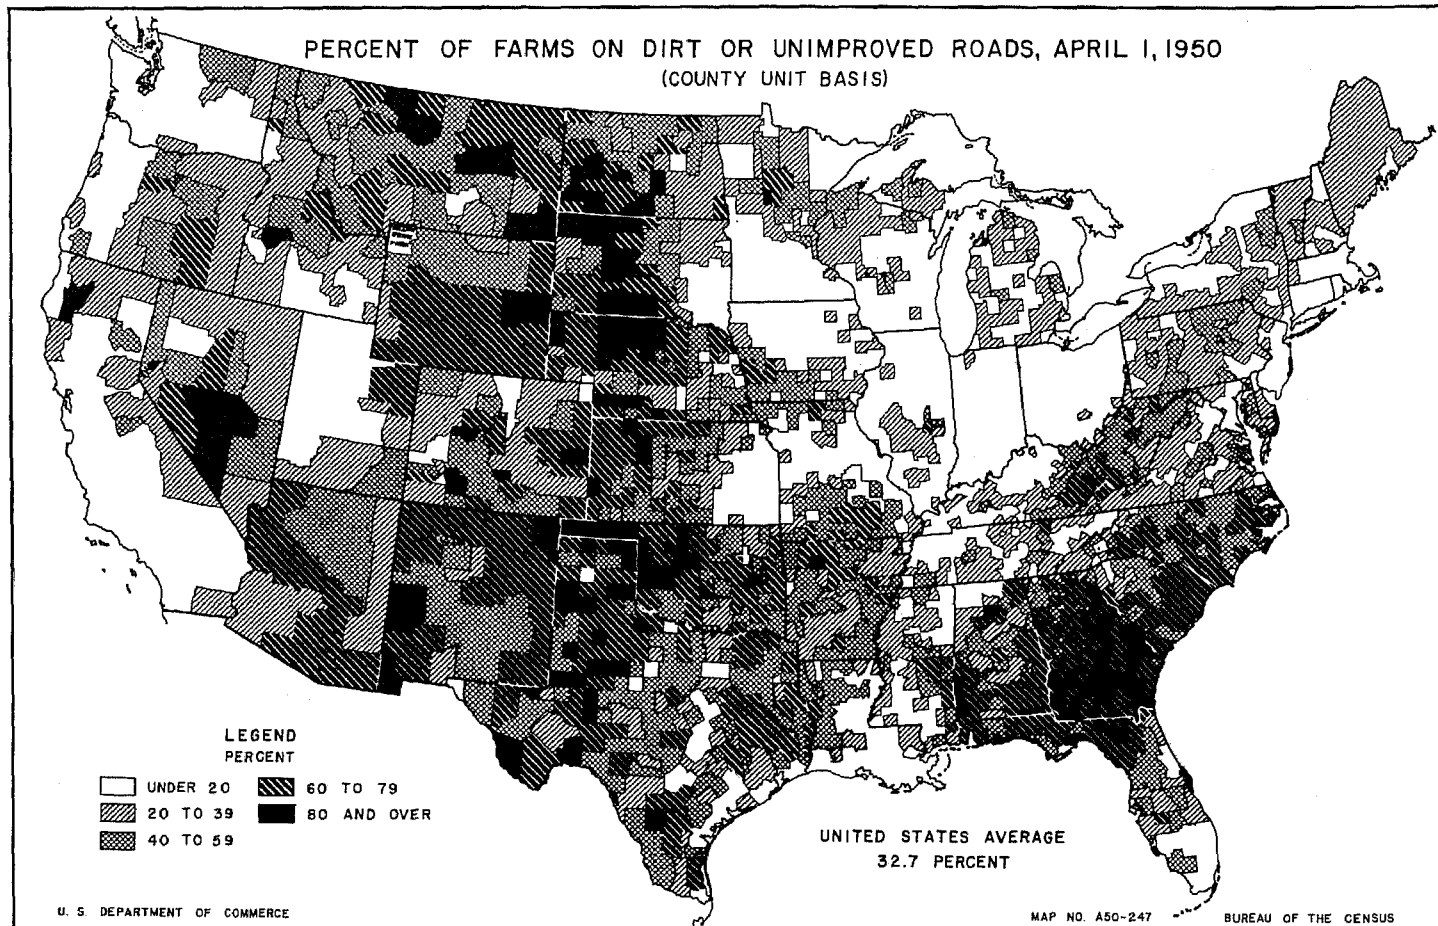 PERCENT OF FARMS ON DIRT OR UNIMPROVED ROADS, APRIL 1, 1950
(COUNTY UNIT BASIS)
LEGEND
PERCENT
UNDER 20
20 TO 39
40 TO 59
60 TO 79
80 AND OVER
UNITED STATES AVERAGE
32.7 PERCENT
U. S. DEPARTMENT OF COMMERCE
MAP NO. A50-247
BUREAU OF THE CENSUS